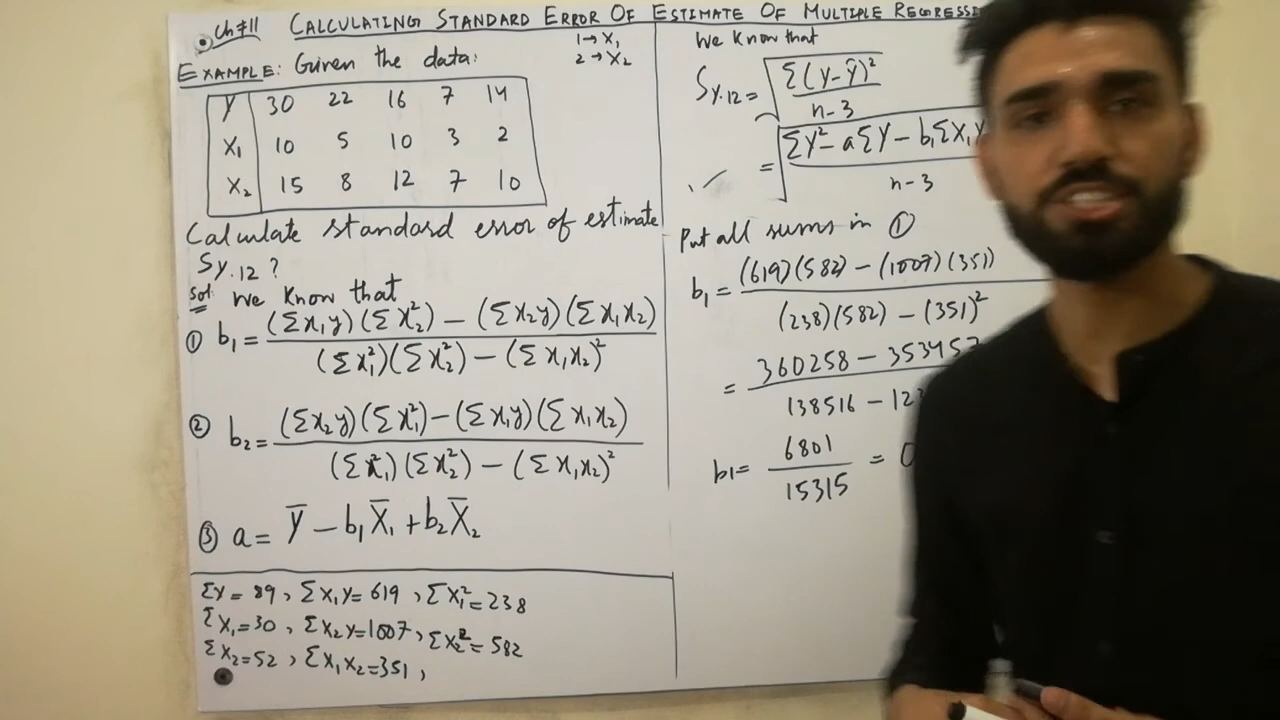 Ch #11 CALCULATING STANDARD ERROR OF ESTIMATE OF MULTIPLE REGRESSI
1→X₁
2→X₂
EXAMPLE: Given the data:
Y 30 22 16 7 14
X₁ 10 5 10 3 2
X₂ 15 8 12 7 10
Calculate standard error of estimate
Sy.12 ?
Sol: We know that
① b₁ = (Σx₁y)(Σx₂²) − (Σx₂y)(Σx₁x₂)
(Σx₁²)(Σx₂²) − (Σx₁x₂)²
② b₂ = (Σx₂y)(Σx₁²) − (Σx₁y)(Σx₁x₂)
(Σx₁²)(Σx₂²) − (Σx₁x₂)²
③ a = Y̅ − b₁X̅₁ + b₂X̅₂
ΣY = 89, ΣX₁Y = 619, ΣX₁² = 238
ΣX₁ = 30, ΣX₂Y = 1007, ΣX₂² = 582
ΣX₂ = 52, ΣX₁X₂ = 351,
We know that
Sy.12 = √ Σ(y − ŷ)²
n − 3
= √ ΣY² − aΣY − b₁ΣX₁Y
n − 3
Put all sums in ①
b₁ = (619)(582) − (1007)(351)
(238)(582) − (351)²
= 360258 − 353457
138516 − 12
b₁ = 6801
15315
= 0